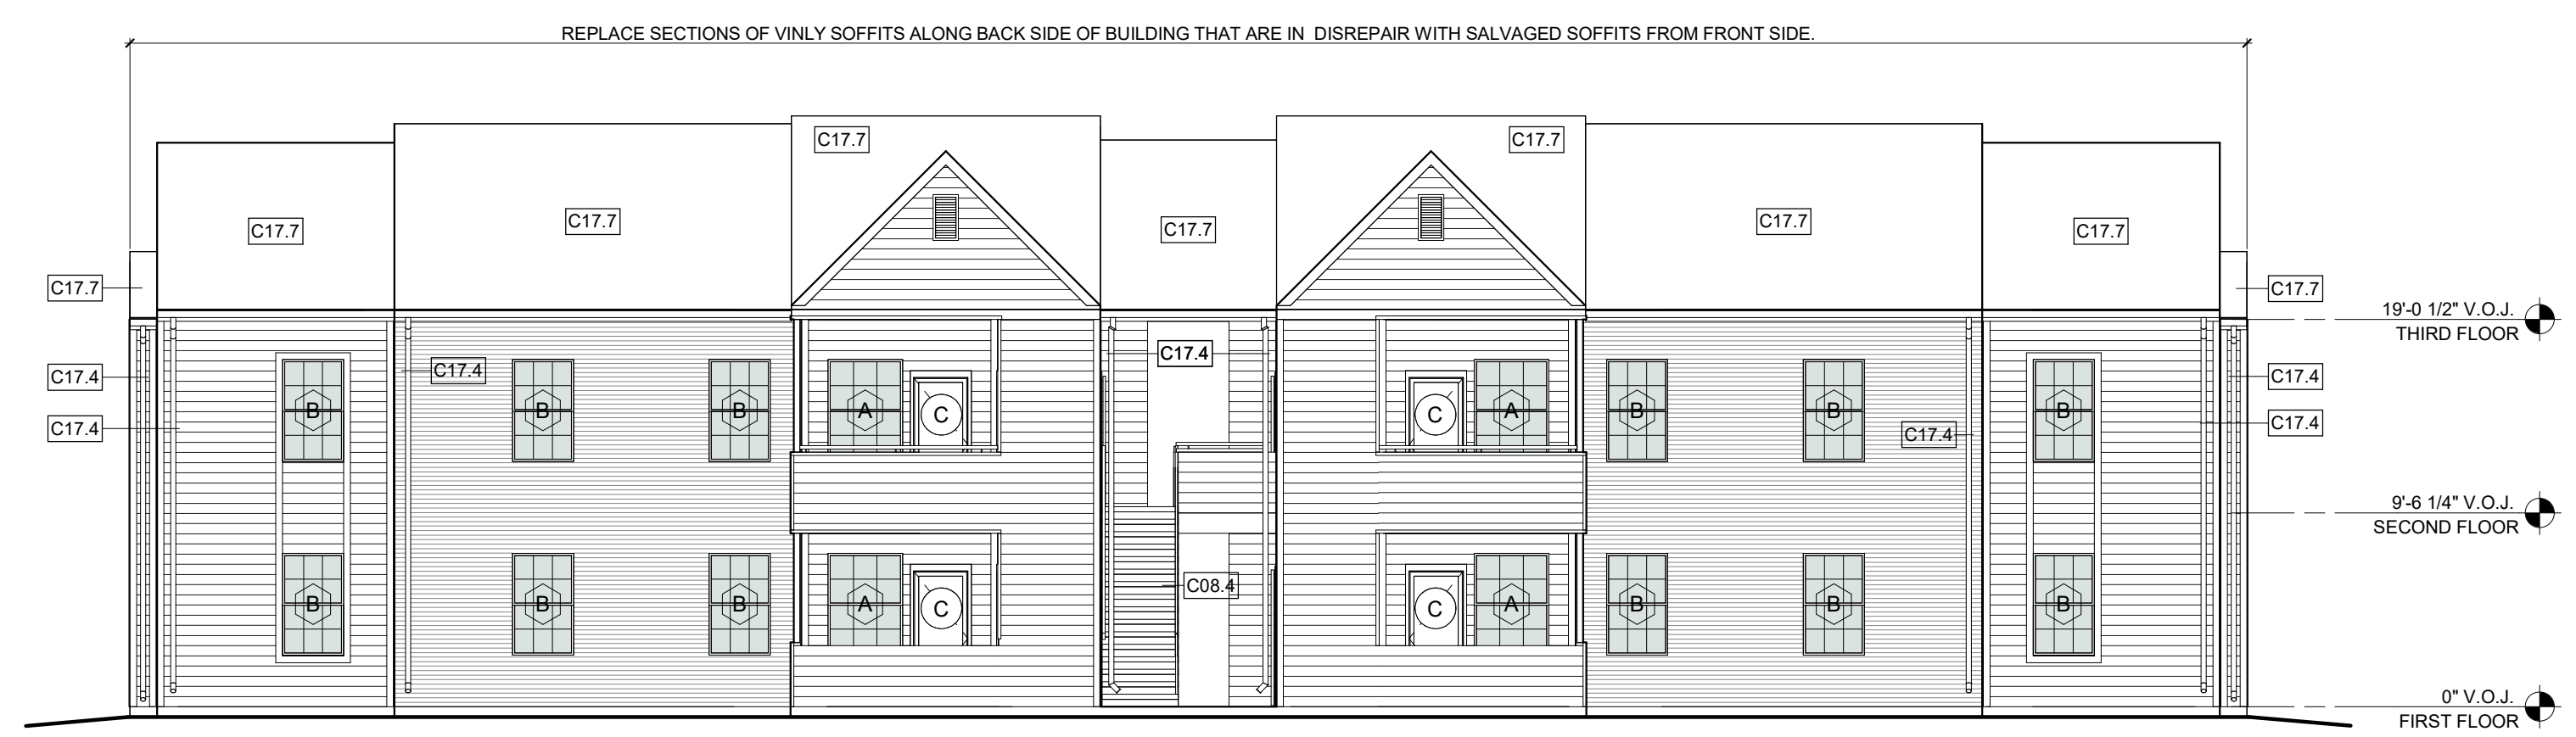 REPLACE SECTIONS OF VINLY SOFFITS ALONG BACK SIDE OF BUILDING THAT ARE IN DISREPAIR WITH SALVAGED SOFFITS FROM FRONT SIDE.
C17.7
C17.7
C17.7
C17.7
C17.7
C17.7
C17.7
C17.7
C17.7
19'-0 1/2" V.O.J.
THIRD FLOOR
C17.4
C17.4
C17.4
C17.4
C17.4
C17.4
C17.4
B
B
B
A
C
C
A
B
B
B
9'-6 1/4" V.O.J.
SECOND FLOOR
C08.4
B
B
B
A
C
C
A
B
B
B
0" V.O.J.
FIRST FLOOR